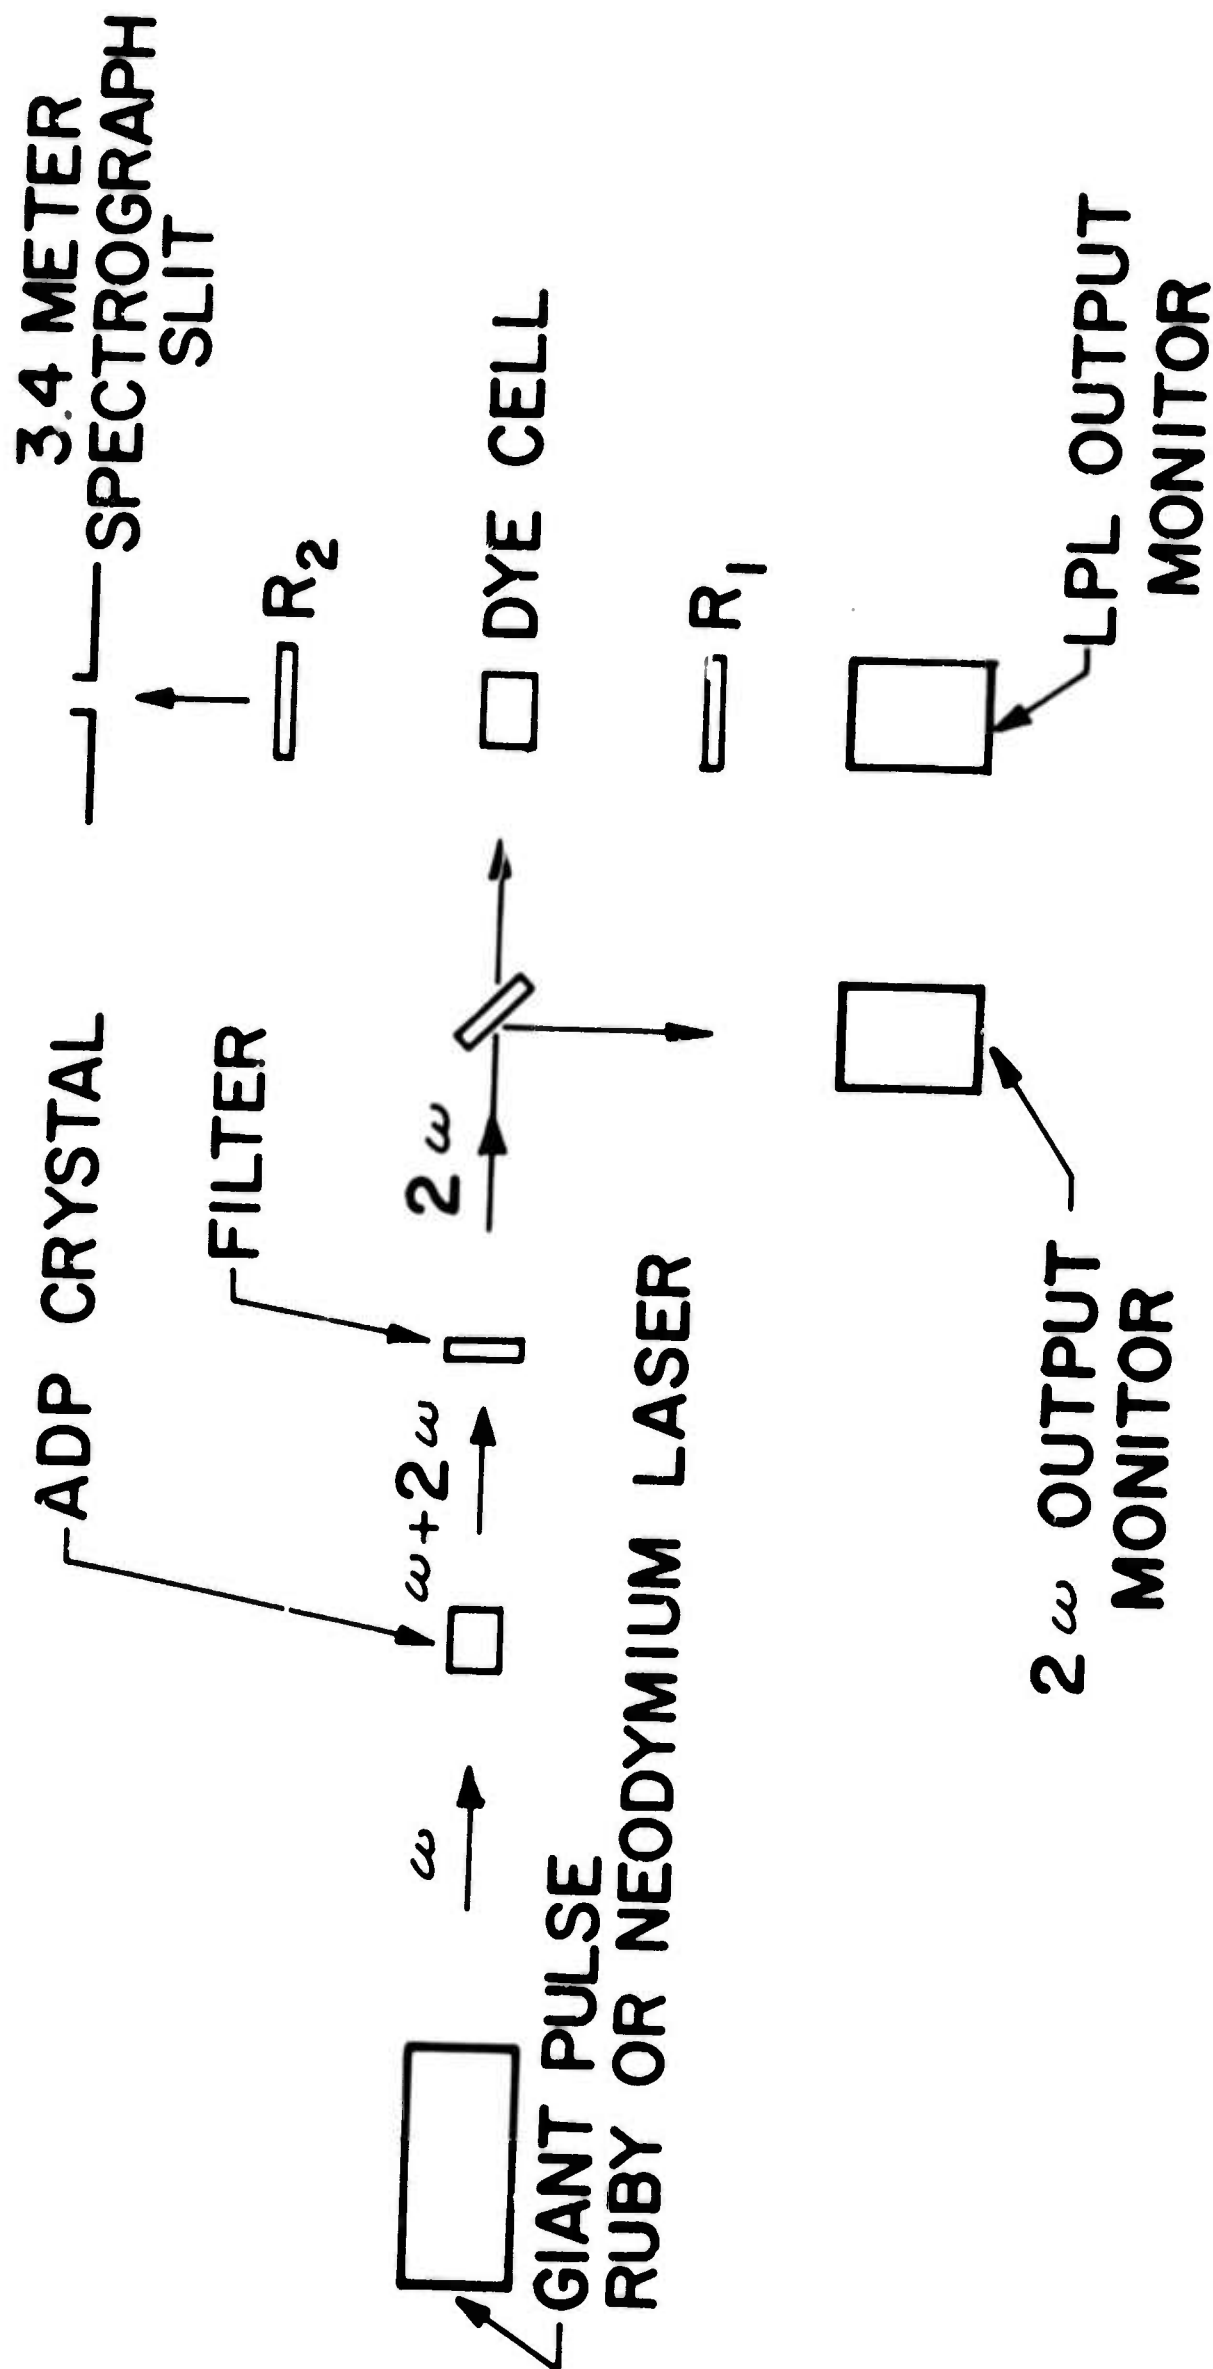 3.4 METER
SPECTROGRAPH
SLIT
ADP CRYSTAL
FILTER
R2
ω
ω+2ω
2ω
DYE CELL
GIANT PULSE
RUBY OR NEODYMIUM LASER
R1
2ω OUTPUT
MONITOR
LPL OUTPUT
MONITOR